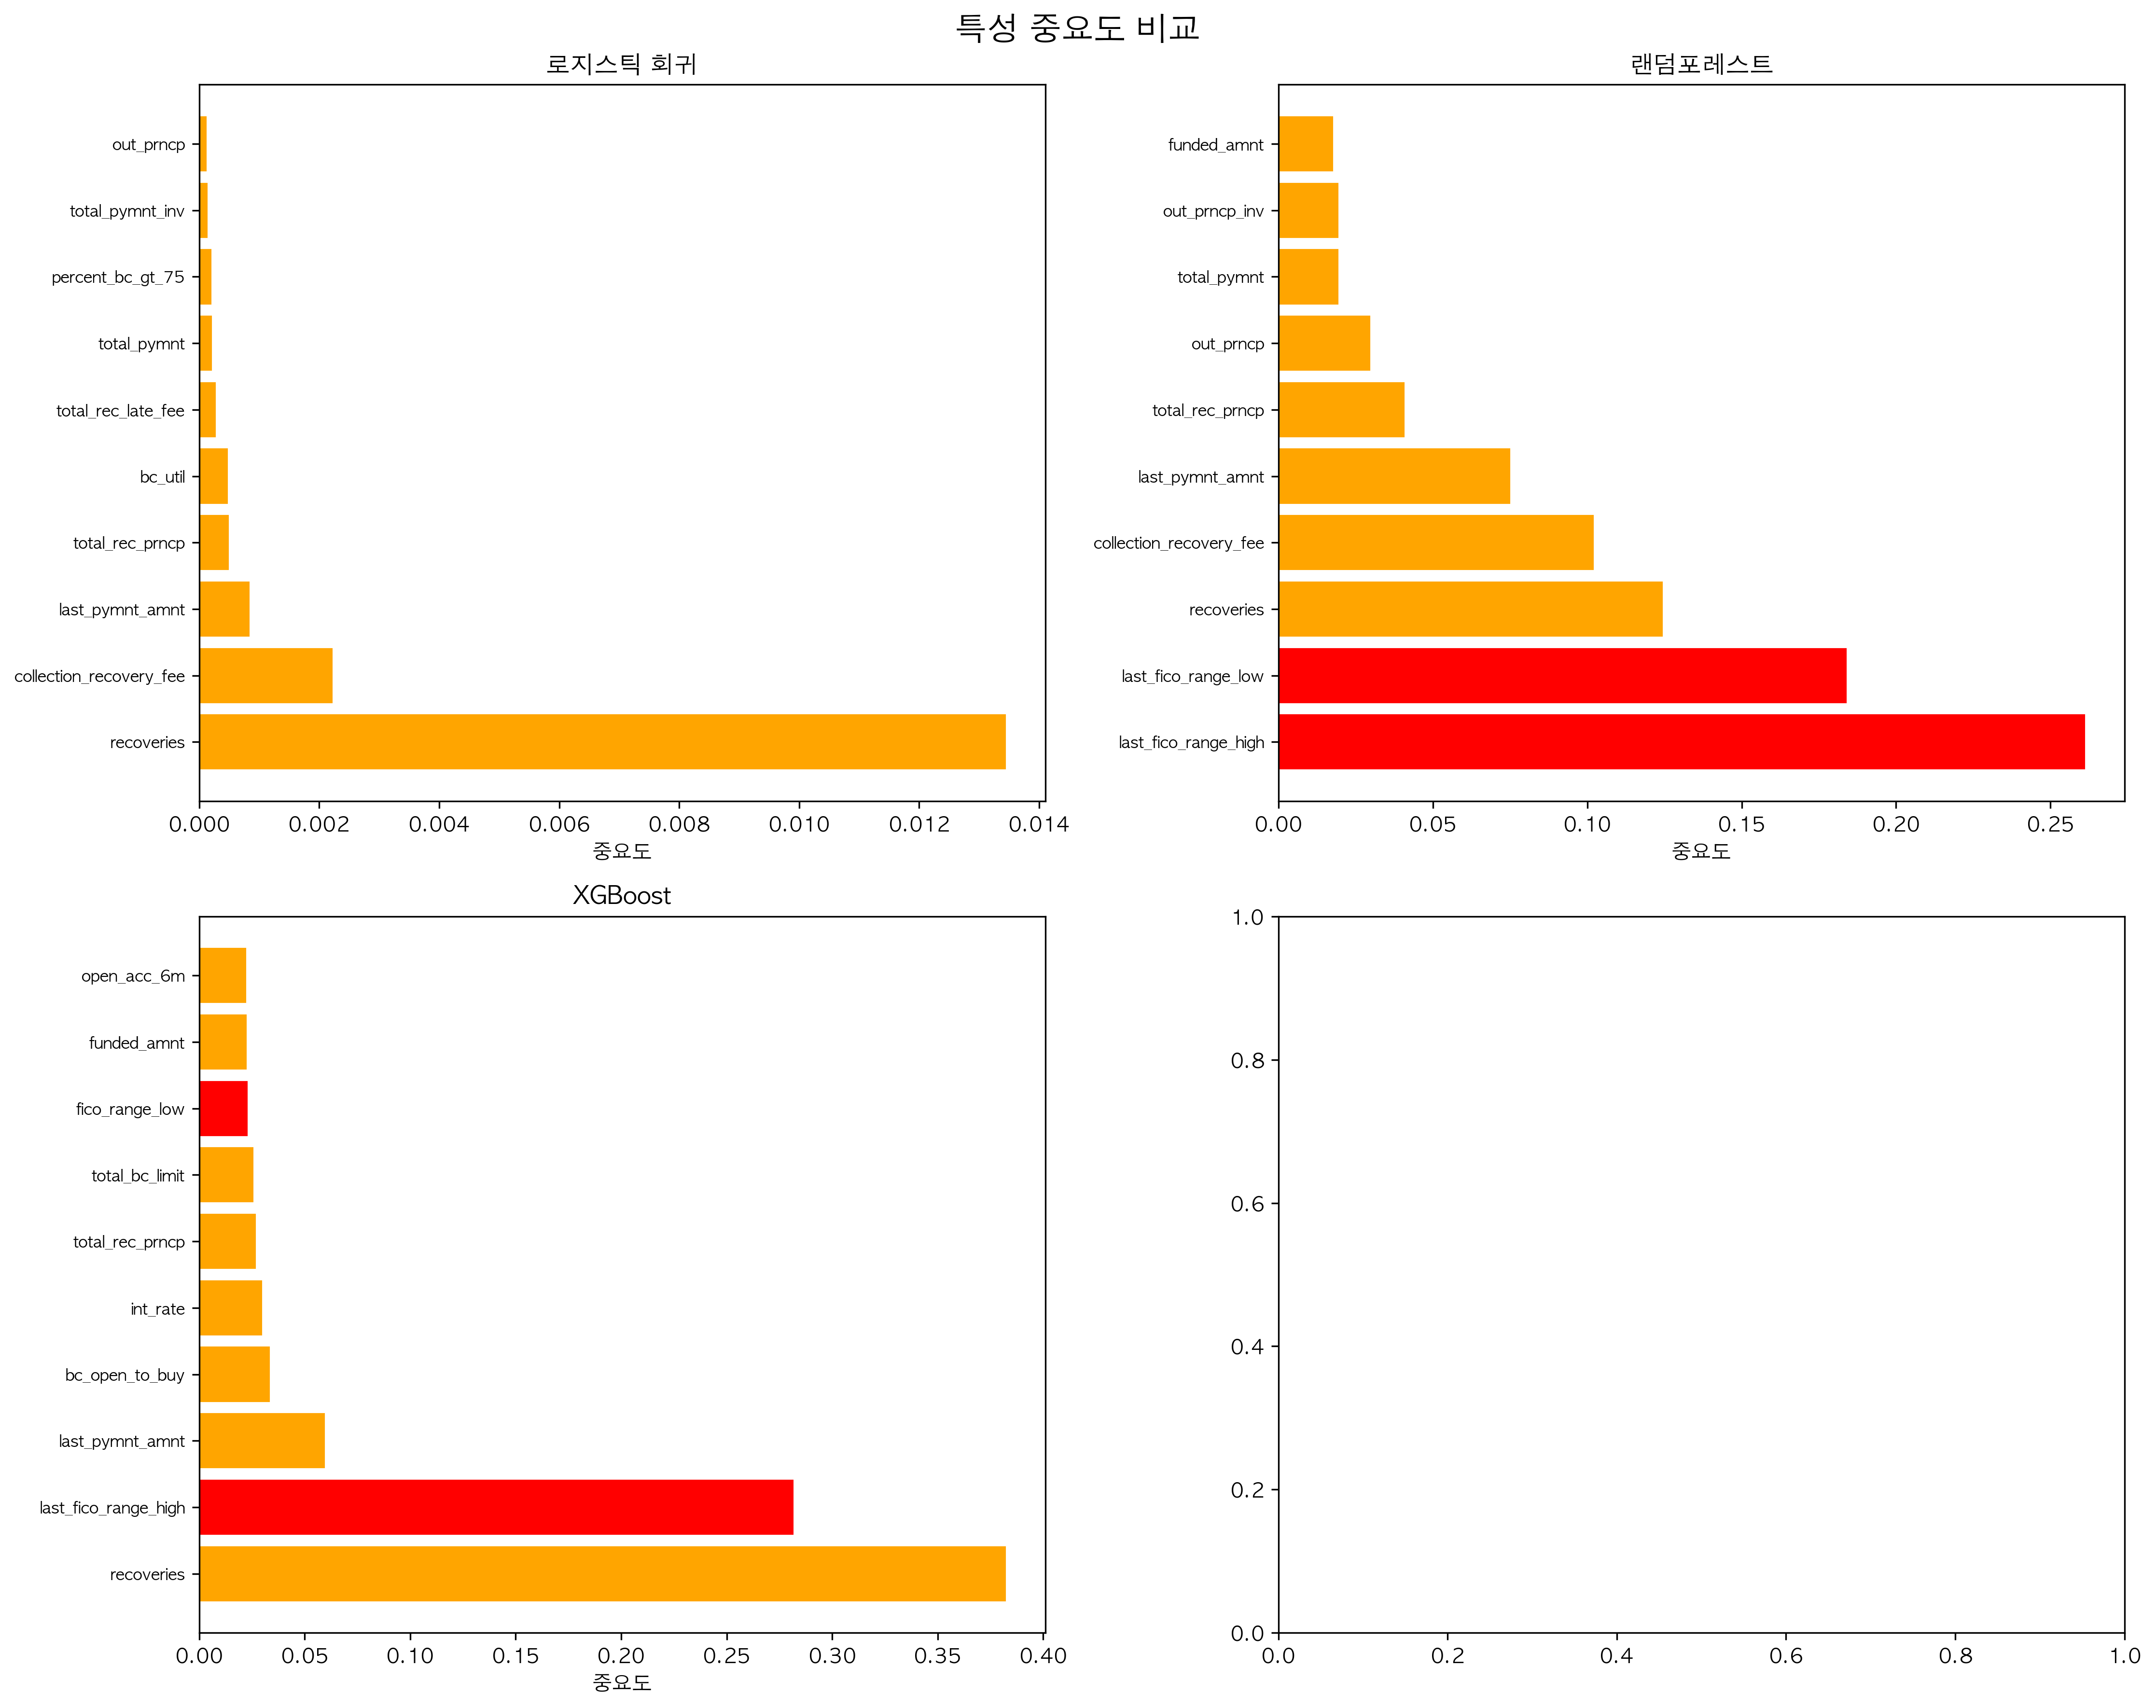 특성 중요도 비교
로지스틱 회귀
out_prncp
total_pymnt_inv
percent_bc_gt_75
total_pymnt
total_rec_late_fee
bc_util
total_rec_prncp
last_pymnt_amnt
collection_recovery_fee
recoveries
0.000 0.002 0.004 0.006 0.008 0.010 0.012 0.014
중요도
랜덤포레스트
funded_amnt
out_prncp_inv
total_pymnt
out_prncp
total_rec_prncp
last_pymnt_amnt
collection_recovery_fee
recoveries
last_fico_range_low
last_fico_range_high
0.00 0.05 0.10 0.15 0.20 0.25
중요도
XGBoost
open_acc_6m
funded_amnt
fico_range_low
total_bc_limit
total_rec_prncp
int_rate
bc_open_to_buy
last_pymnt_amnt
last_fico_range_high
recoveries
0.00 0.05 0.10 0.15 0.20 0.25 0.30 0.35 0.40
중요도
1.0
0.8
0.6
0.4
0.2
0.0
0.0 0.2 0.4 0.6 0.8 1.0